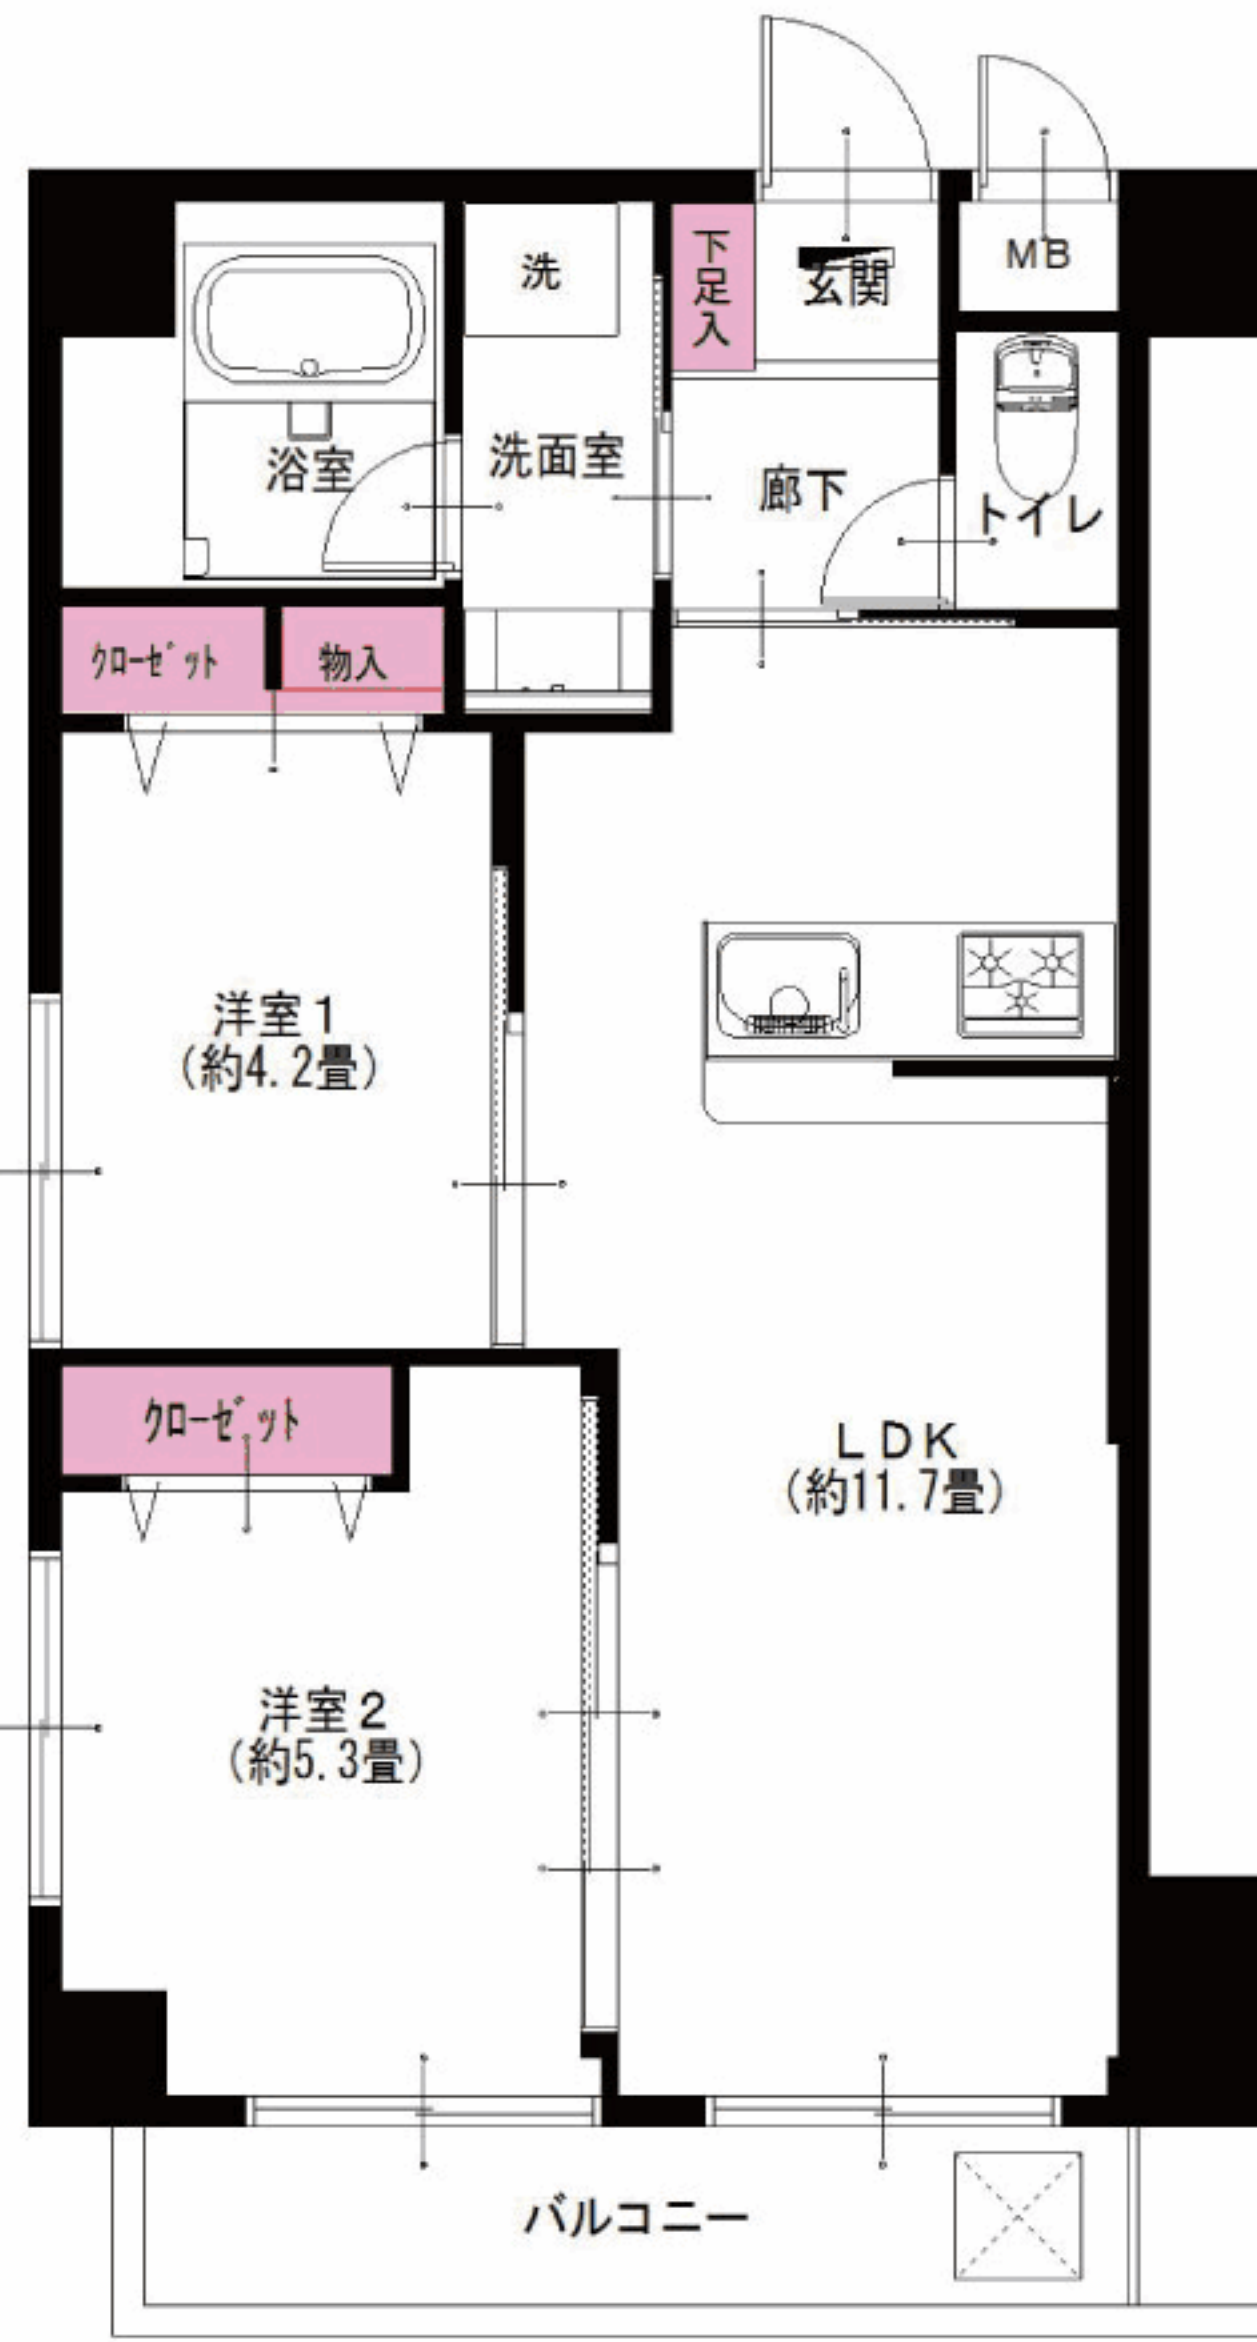 洗
下足入
玄関
MB
浴室
洗面室
廊下
トイレ
ｸﾛｰｾﾞｯﾄ
物入
洋室1
(約4.2畳)
ｸﾛｰｾﾞｯﾄ
LDK
(約11.7畳)
洋室2
(約5.3畳)
バルコニー